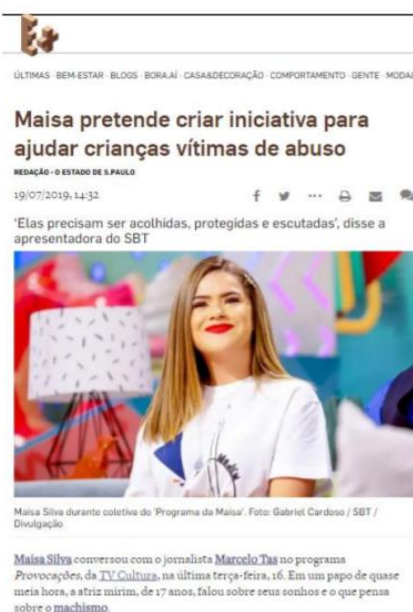 E+
ÚLTIMAS · BEM-ESTAR · BLOGS · BORA.AÍ · CASA&DECORAÇÃO · COMPORTAMENTO · GENTE · MODA
Maisa pretende criar iniciativa para
ajudar crianças vítimas de abuso
REDAÇÃO - O ESTADO DE S.PAULO
19/07/2019, 14:32
'Elas precisam ser acolhidas, protegidas e escutadas', disse a
apresentadora do SBT
Maisa Silva durante coletiva do 'Programa da Maisa'. Foto: Gabriel Cardoso / SBT /
Divulgação
Maisa Silva conversou com o jornalista Marcelo Tas no programa
Provocações, da TV Cultura, na última terça-feira, 16. Em um papo de quase
meia hora, a atriz mirim, de 17 anos, falou sobre seus sonhos e o que pensa
sobre o machismo.